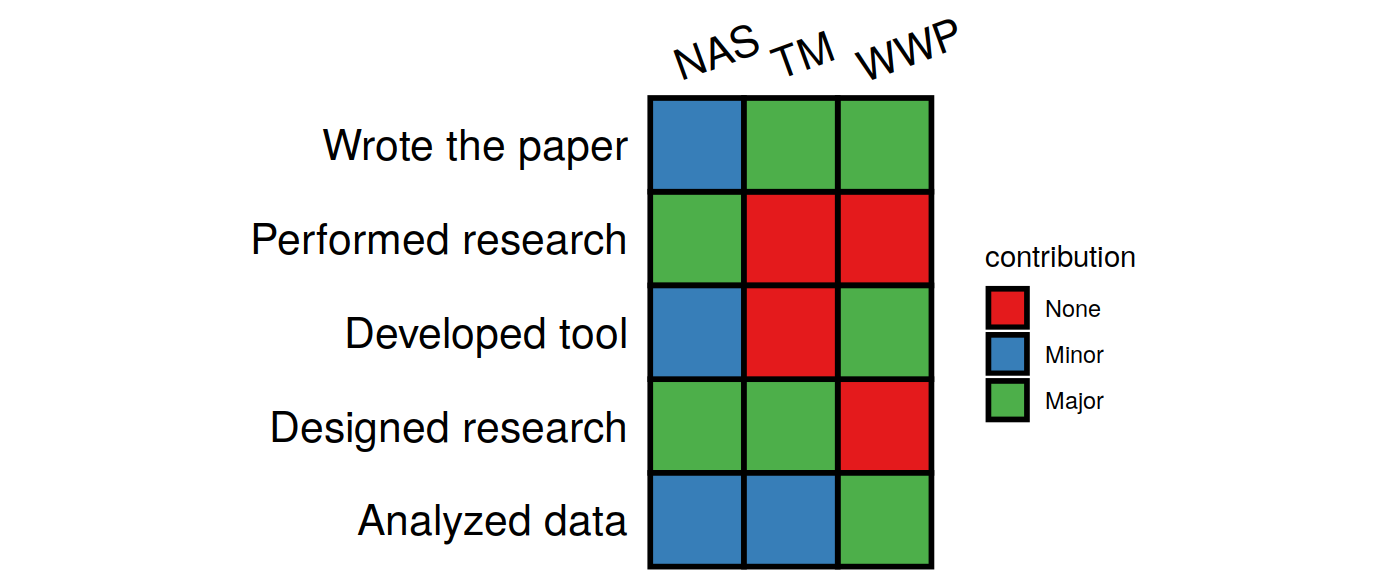 NAS TM WWP
Wrote the paper
Performed research
Developed tool
Designed research
Analyzed data
contribution
None
Minor
Major